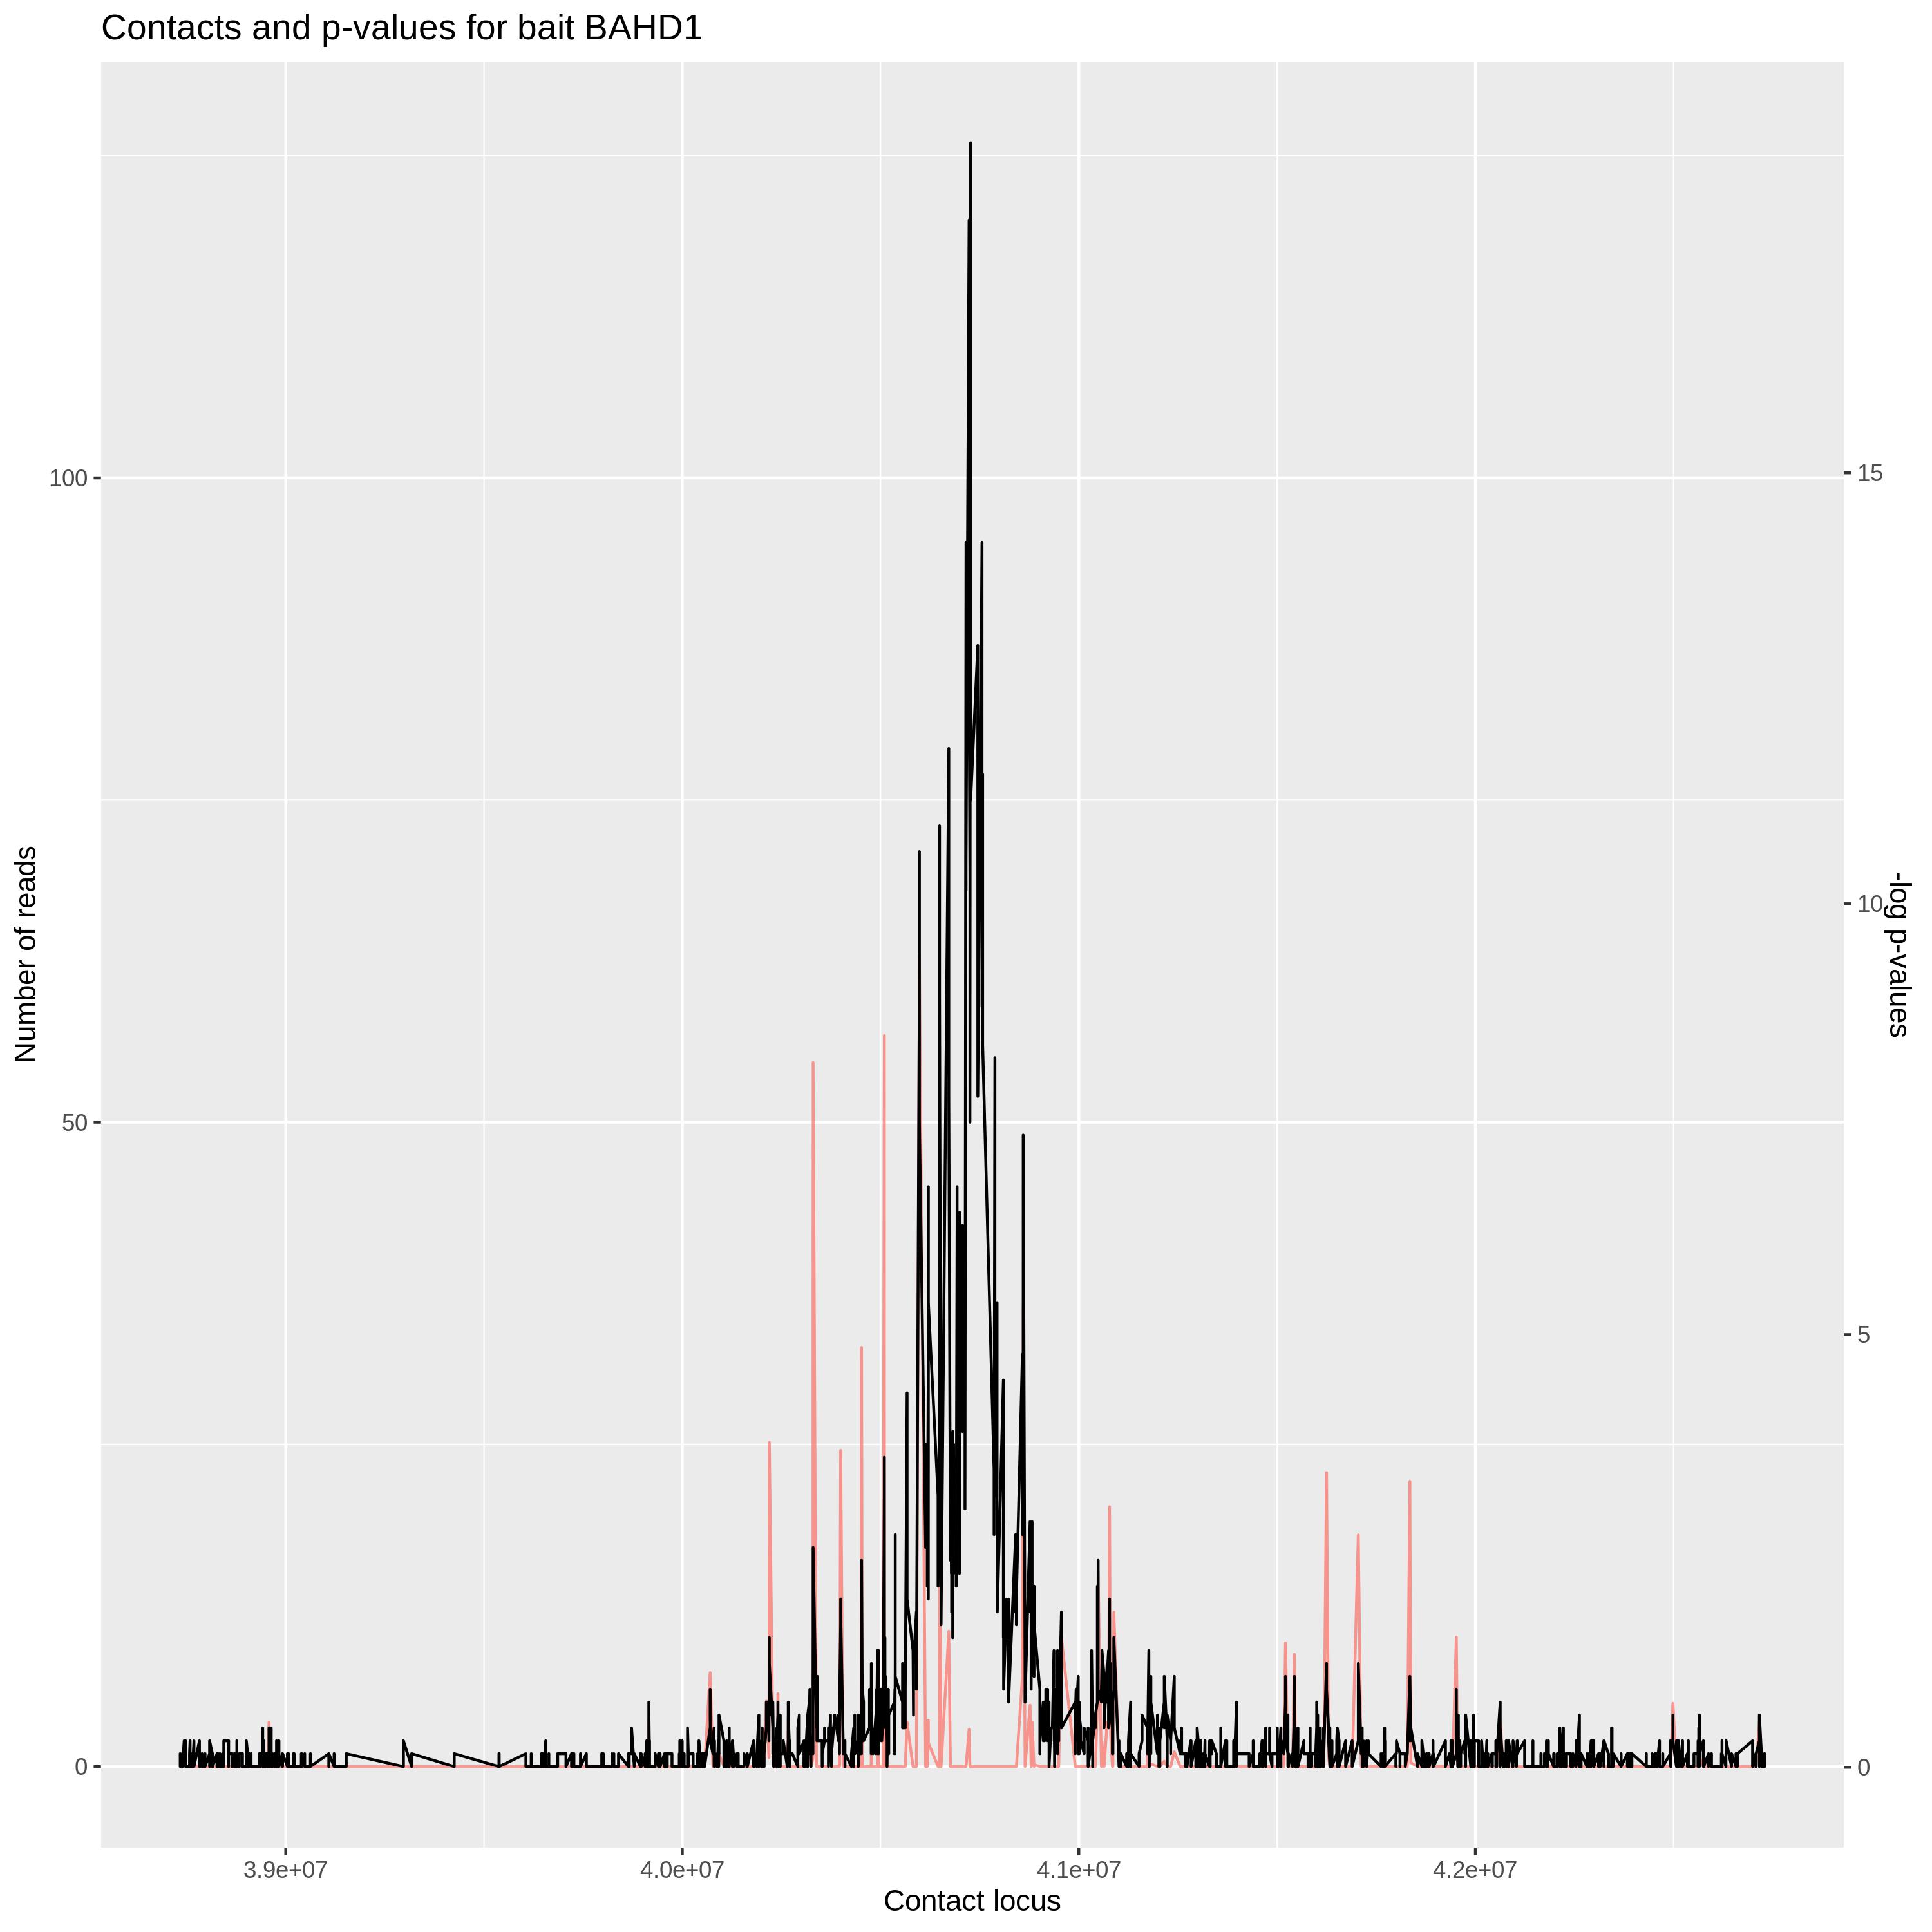 Contacts and p-values for bait BAHD1
Number of reads
100
50
0
15
10
5
0
-log p-values
3.9e+07
4.0e+07
4.1e+07
4.2e+07
Contact locus